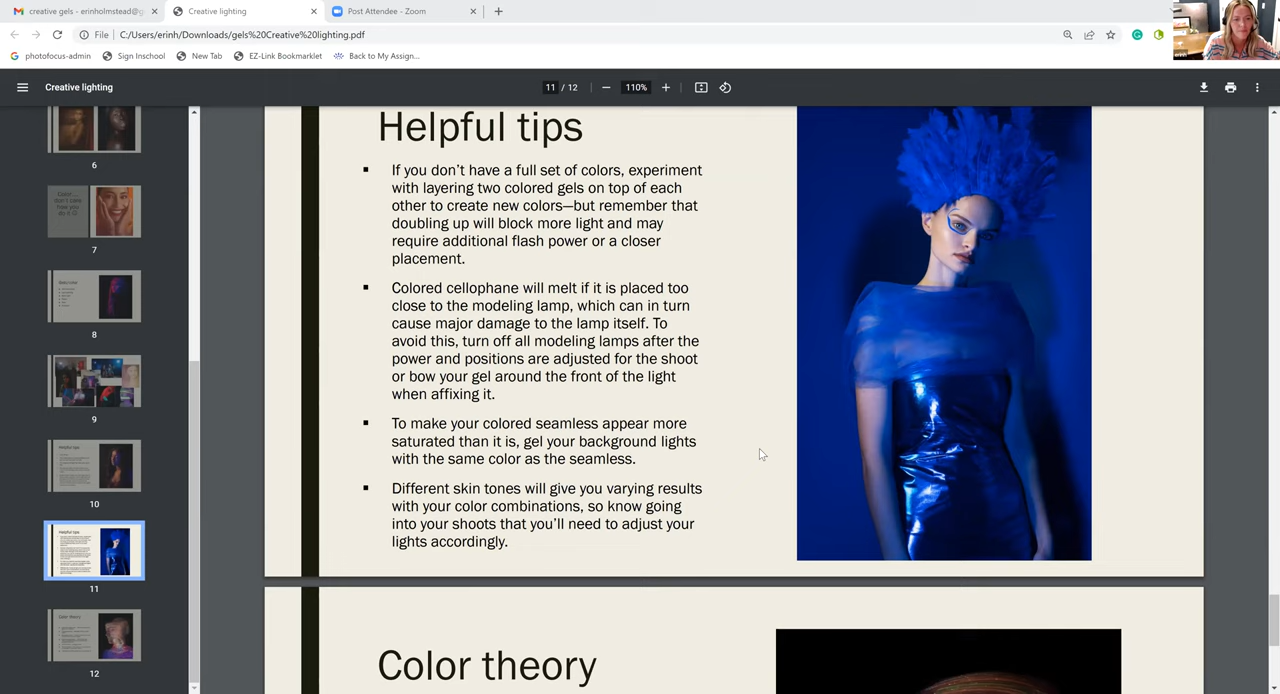 creative gels - erinholmstead@g
Creative lighting
Post Attendee - Zoom
File
C:/Users/erinh/Downloads/gels%20Creative%20lighting.pdf
photofocus-admin
Sign Inschool
New Tab
EZ-Link Bookmarklet
Back to My Assign...
Creative lighting
11 / 12
110%
6
7
8
9
10
11
12
Helpful tips
If you don't have a full set of colors, experiment
with layering two colored gels on top of each
other to create new colors—but remember that
doubling up will block more light and may
require additional flash power or a closer
placement.
Colored cellophane will melt if it is placed too
close to the modeling lamp, which can in turn
cause major damage to the lamp itself. To
avoid this, turn off all modeling lamps after the
power and positions are adjusted for the shoot
or bow your gel around the front of the light
when affixing it.
To make your colored seamless appear more
saturated than it is, gel your background lights
with the same color as the seamless.
Different skin tones will give you varying results
with your color combinations, so know going
into your shoots that you'll need to adjust your
lights accordingly.
Color theory